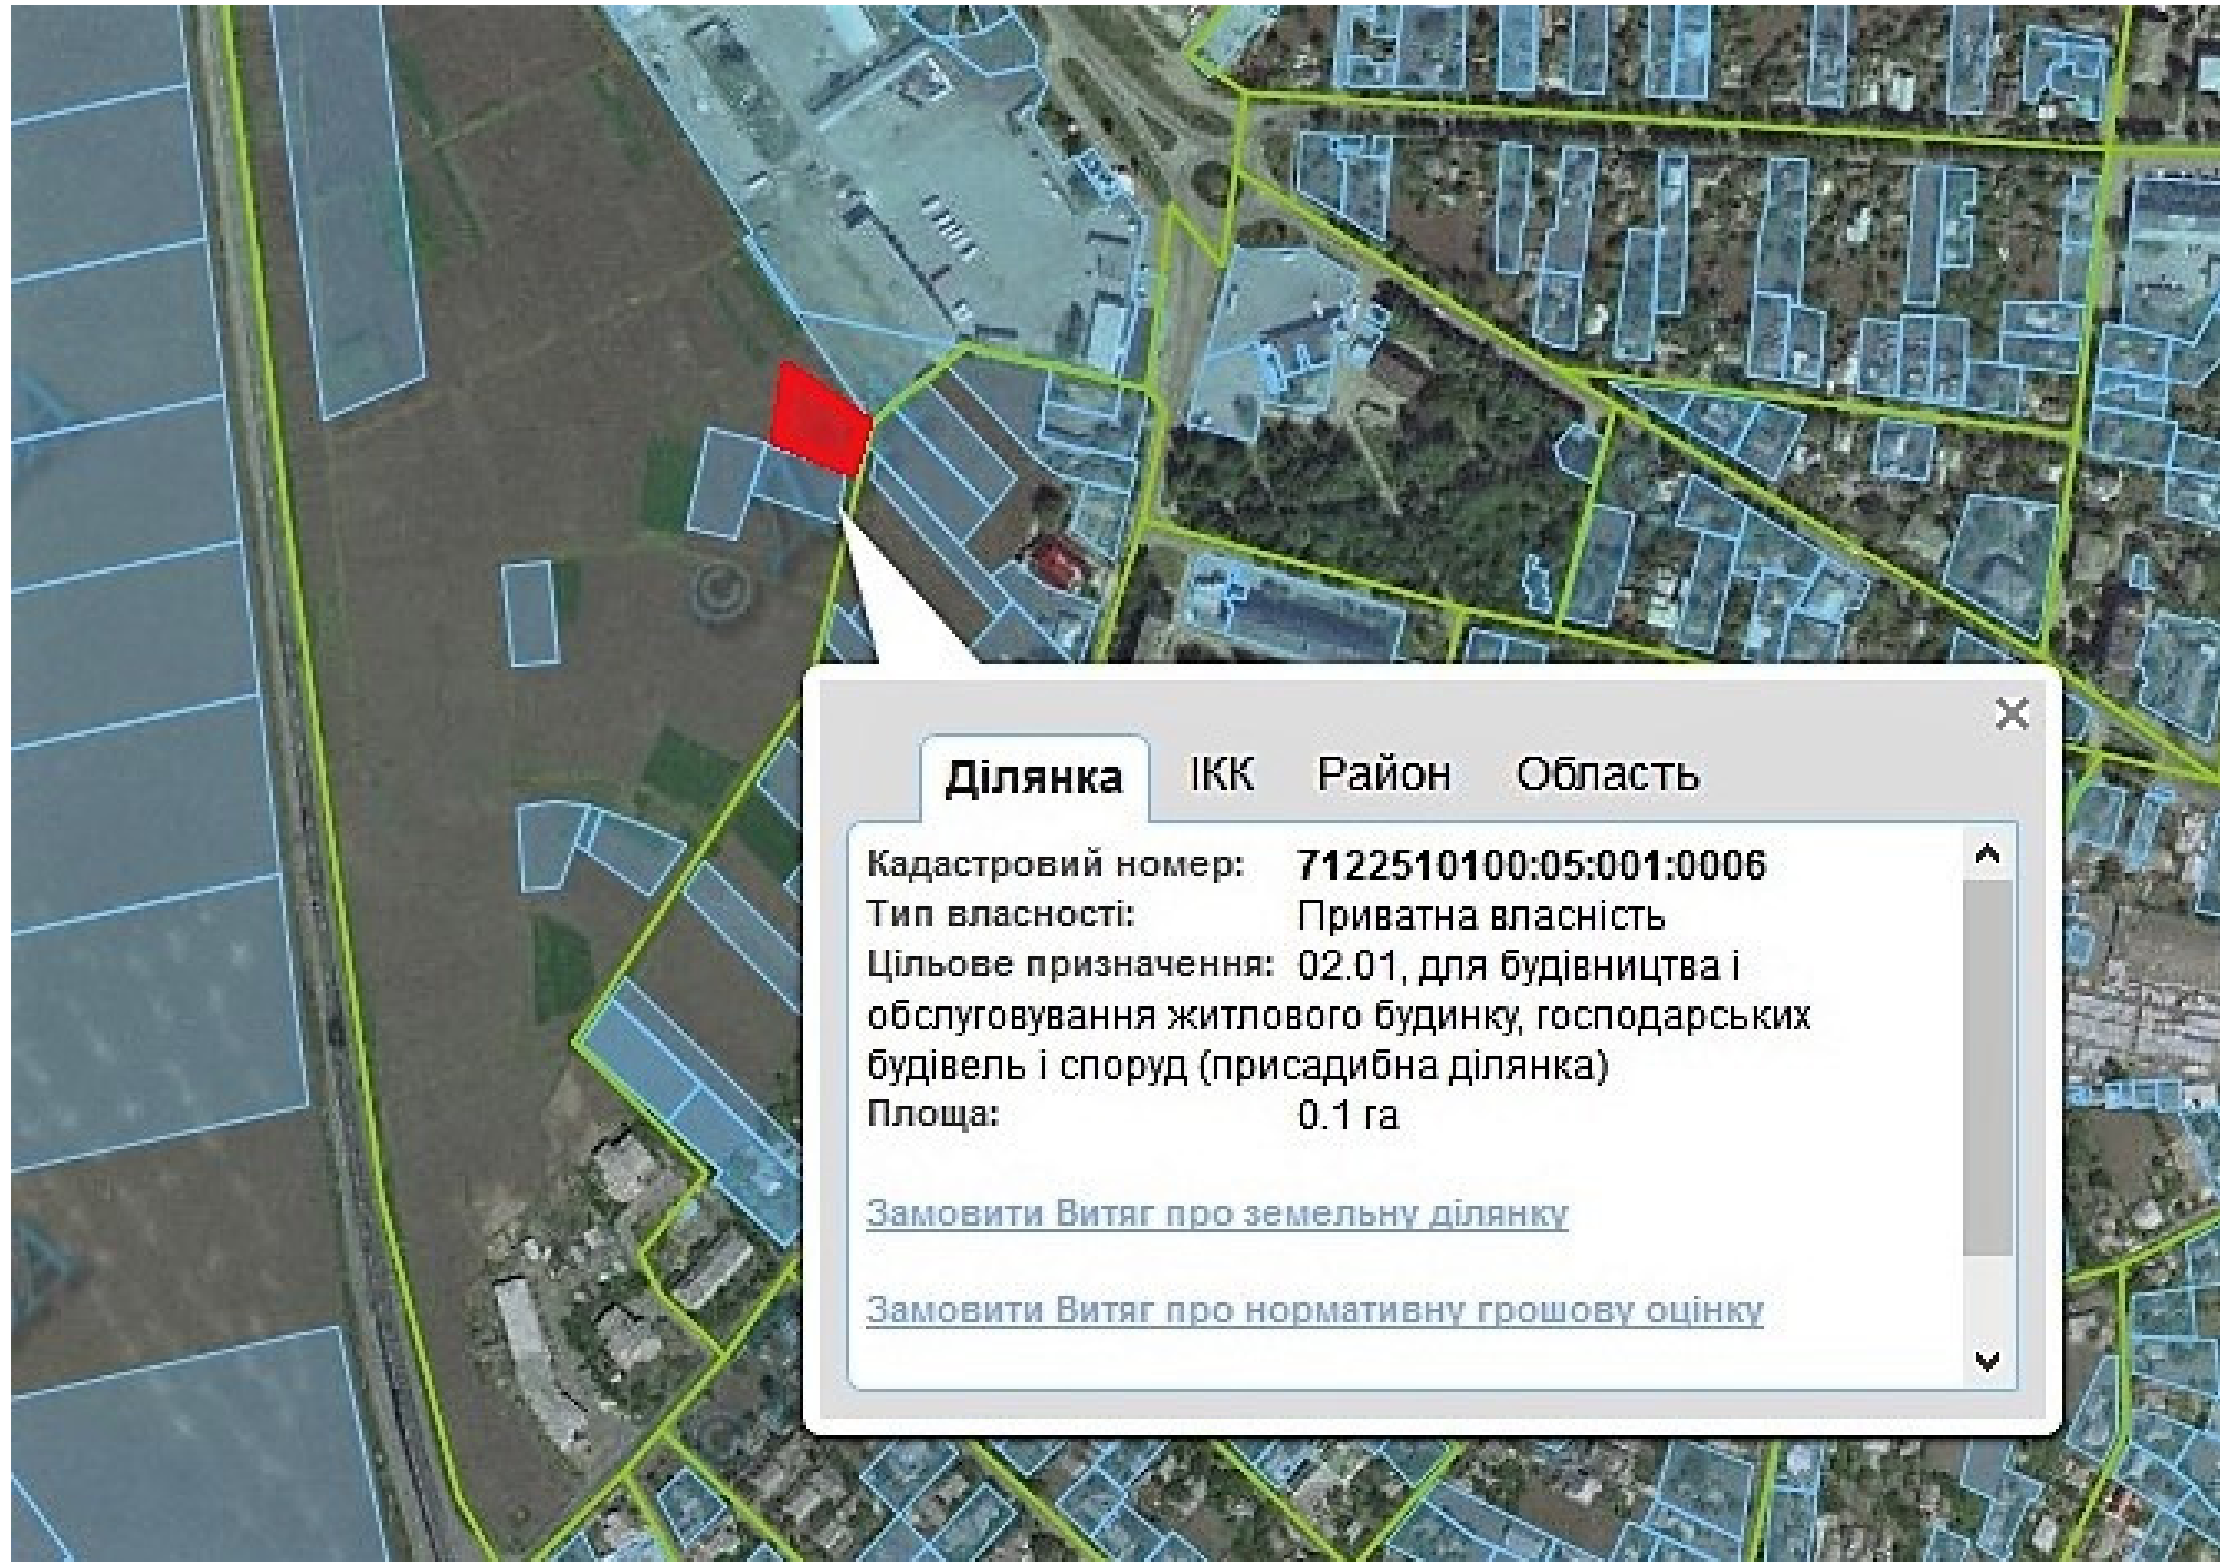 Ділянка ІКК Район Область
Кадастровий номер: 7122510100:05:001:0006
Тип власності: Приватна власність
Цільове призначення: 02.01, для будівництва і
обслуговування житлового будинку, господарських
будівель і споруд (присадибна ділянка)
Площа: 0.1 га
Замовити Витяг про земельну ділянку
Замовити Витяг про нормативну грошову оцінку